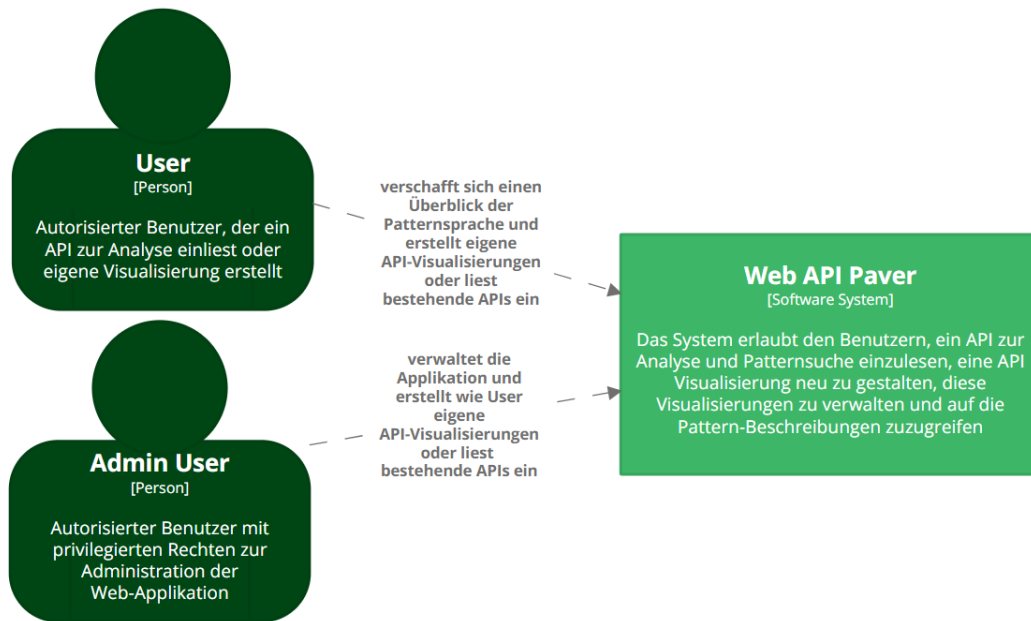 User
[Person]
Autorisierter Benutzer, der ein
API zur Analyse einliest oder
eigene Visualisierung erstellt
verschafft sich einen
Überblick der
Patternsprache und
erstellt eigene
API-Visualisierungen
oder liest
bestehende APIs ein
Web API Paver
[Software System]
Das System erlaubt den Benutzern, ein API zur
Analyse und Patternsuche einzulesen, eine API
Visualisierung neu zu gestalten, diese
Visualisierungen zu verwalten und auf die
Pattern-Beschreibungen zuzugreifen
verwaltet die
Applikation und
erstellt wie User
eigene
API-Visualisierungen
oder liest
bestehende APIs ein
Admin User
[Person]
Autorisierter Benutzer mit
privilegierten Rechten zur
Administration der
Web-Applikation